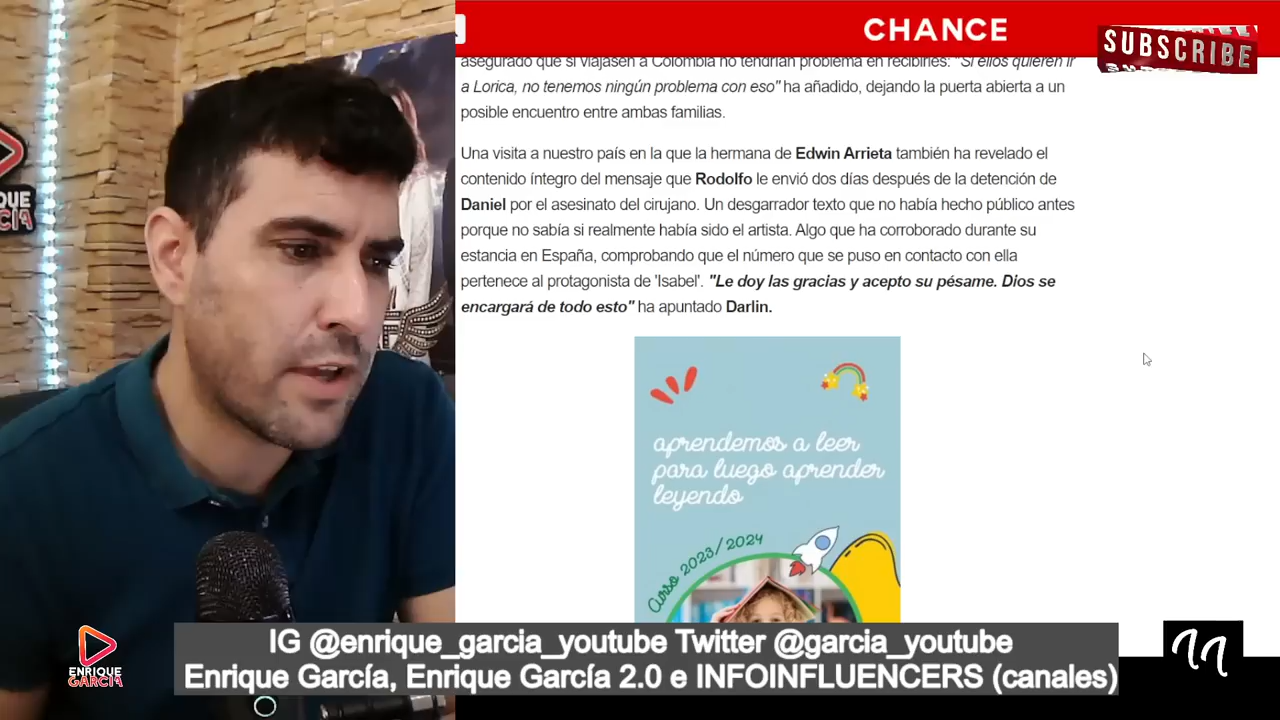 CHANCE
SUBSCRIBE
asegurado que si viajasen a Colombia no tendrían problema en recibirles: "Si ellos quieren ir
a Lorica, no tenemos ningún problema con eso" ha añadido, dejando la puerta abierta a un
posible encuentro entre ambas familias.
Una visita a nuestro país en la que la hermana de Edwin Arrieta también ha revelado el
contenido íntegro del mensaje que Rodolfo le envió dos días después de la detención de
Daniel por el asesinato del cirujano. Un desgarrador texto que no había hecho público antes
porque no sabía si realmente había sido el artista. Algo que ha corroborado durante su
estancia en España, comprobando que el número que se puso en contacto con ella
pertenece al protagonista de 'Isabel'. "Le doy las gracias y acepto su pésame. Dios se
encargará de todo esto" ha apuntado Darlin.
aprendemos a leer
para luego aprender
leyendo
Curso 2023/2024
IG @enrique_garcia_youtube Twitter @garcia_youtube
Enrique García, Enrique García 2.0 e INFOINFLUENCERS (canales)
ENRIQUE
GARCIA